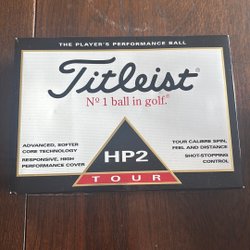 THE PLAYER'S PERFORMANCE BALL
Titleist
Nº 1 ball in golf.®
ADVANCED, SOFTER
CORE TECHNOLOGY
RESPONSIVE, HIGH
PERFORMANCE COVER
TOUR CALIBRE SPIN,
FEEL AND DISTANCE
SHOT-STOPPING
CONTROL
HP2
TOUR